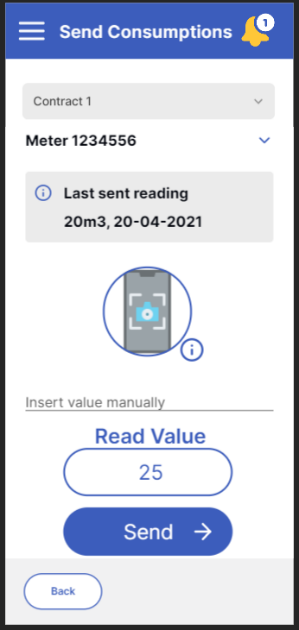 Send Consumptions
1
Contract 1
Meter 1234556
Last sent reading
20m3, 20-04-2021
Insert value manually
Read Value
25
Send
Back